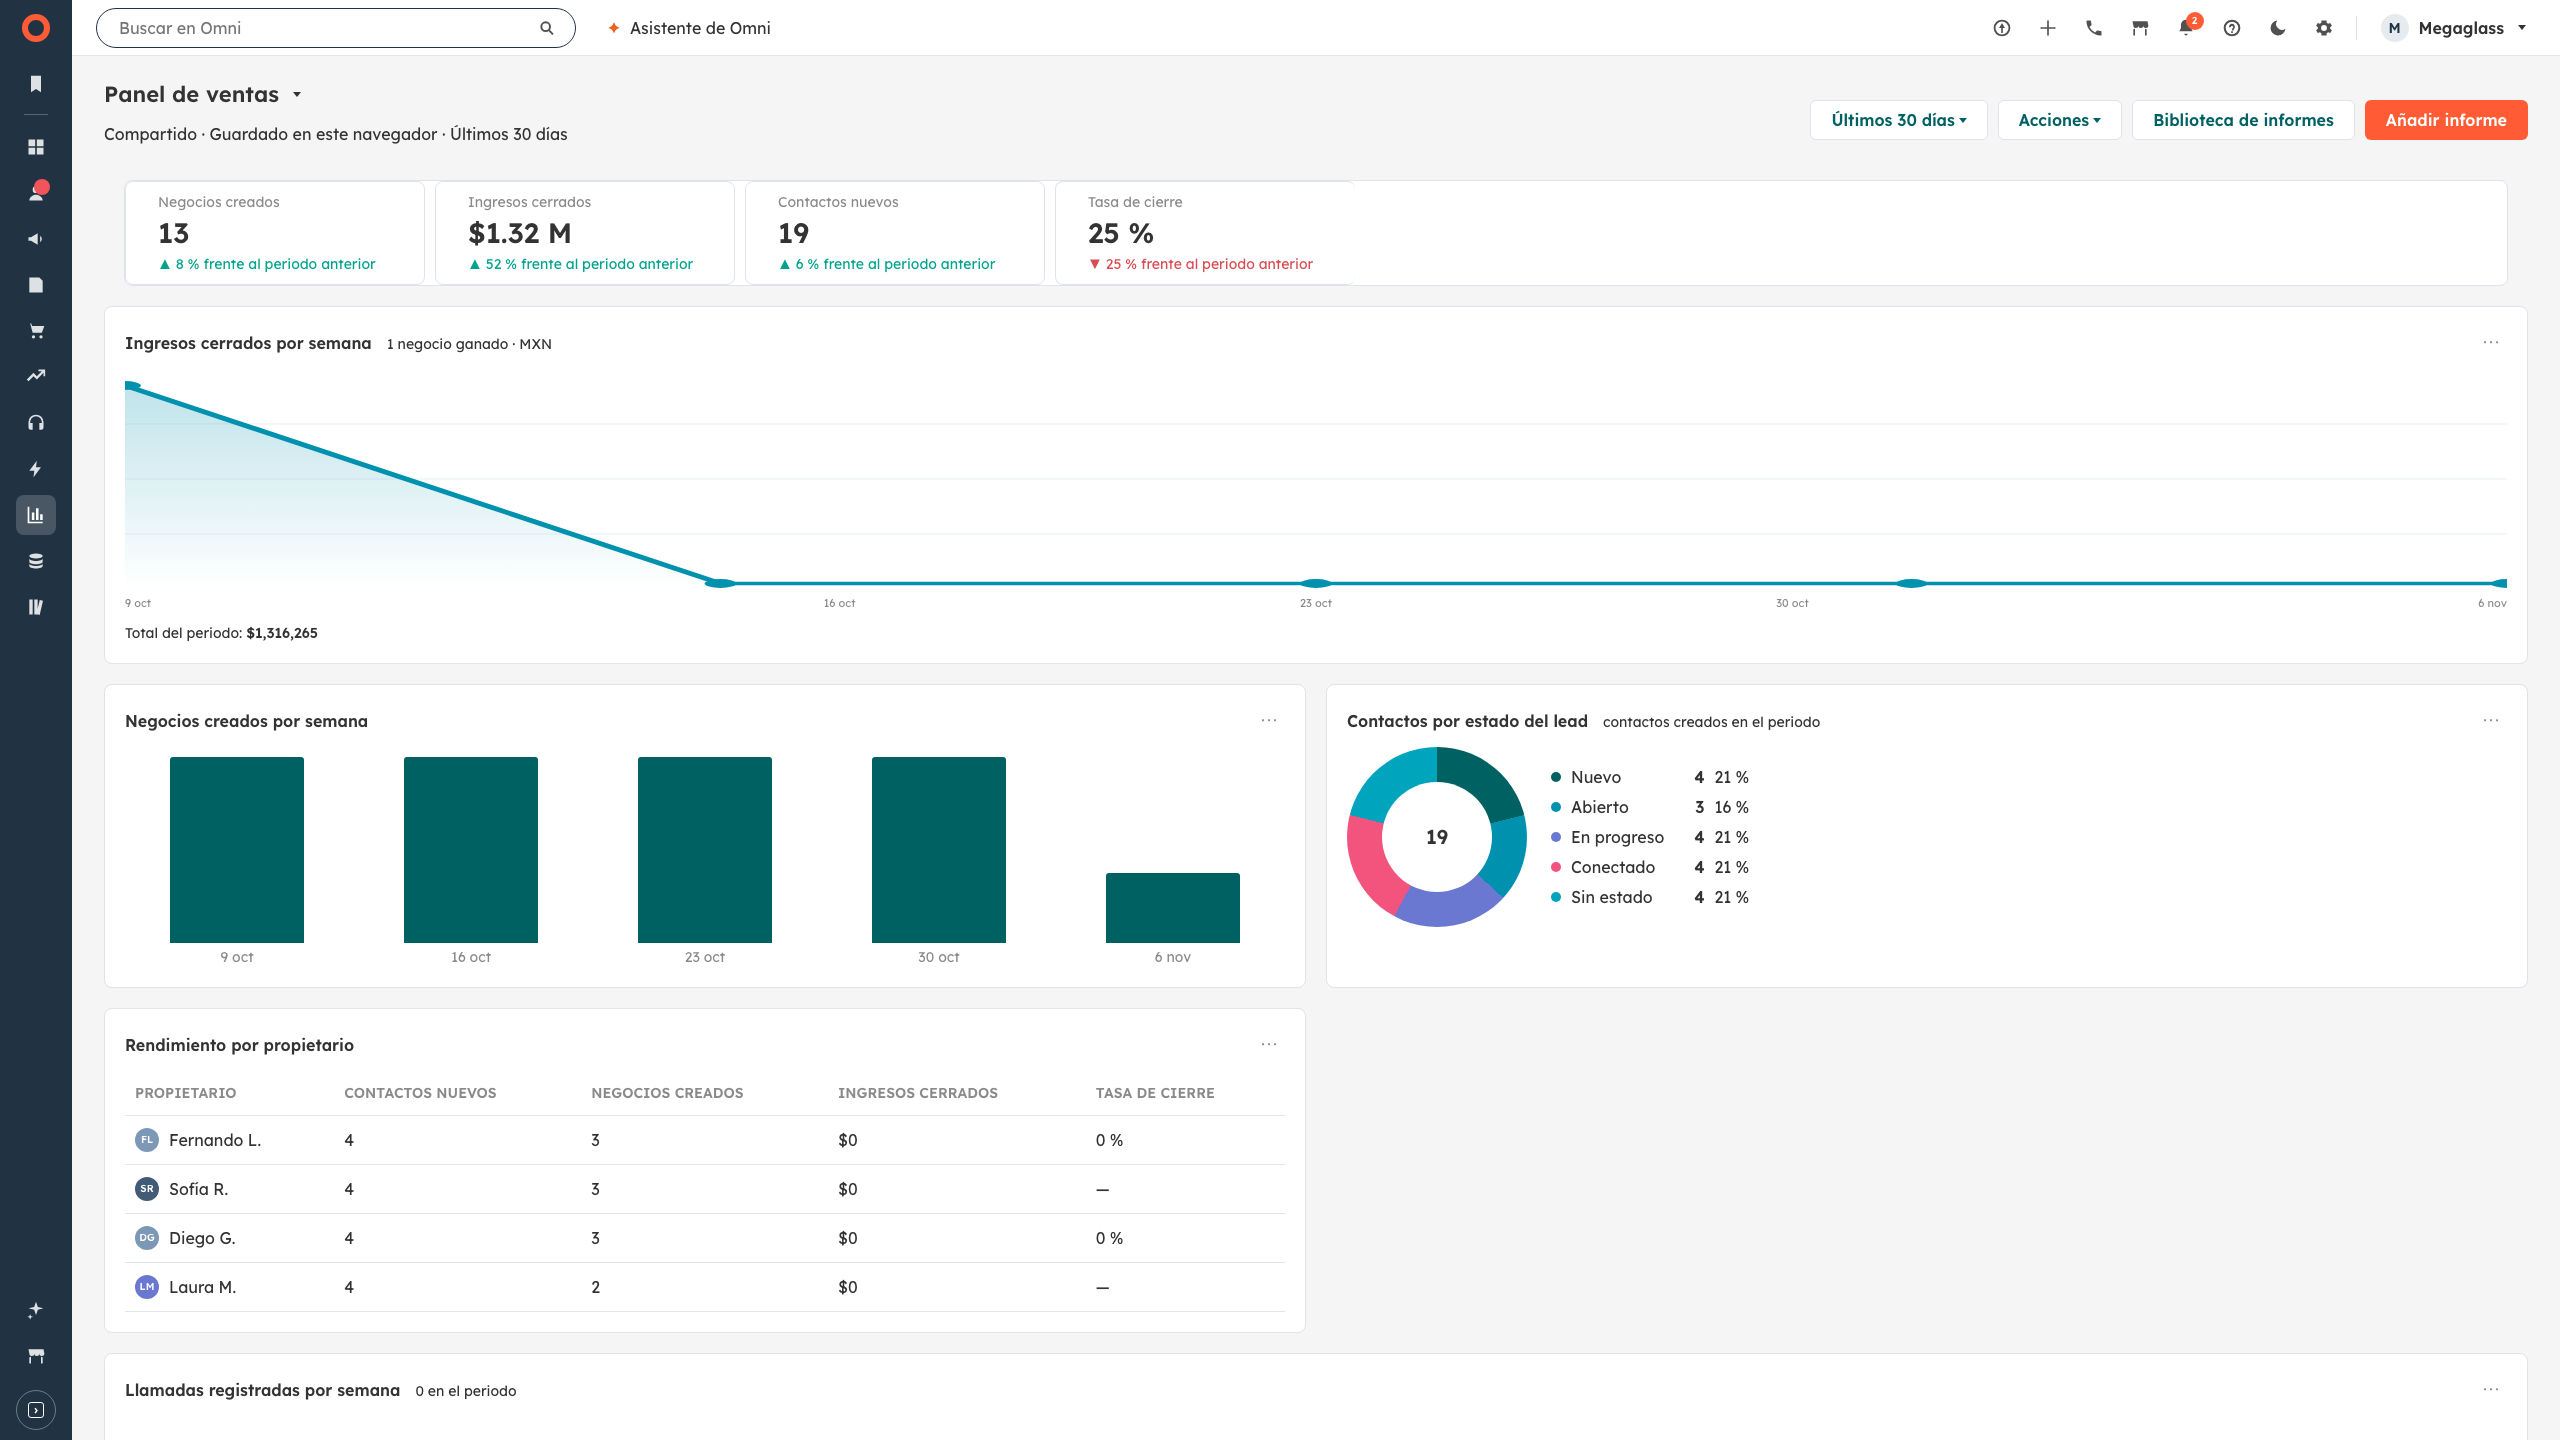 Buscar en Omni
Asistente de Omni
2
M Megaglass
Panel de ventas
Compartido · Guardado en este navegador · Últimos 30 días
Últimos 30 días
Acciones
Biblioteca de informes
Añadir informe
Negocios creados
13
▲ 8 % frente al periodo anterior
Ingresos cerrados
$1.32 M
▲ 52 % frente al periodo anterior
Contactos nuevos
19
▲ 6 % frente al periodo anterior
Tasa de cierre
25 %
▼ 25 % frente al periodo anterior
Ingresos cerrados por semana 1 negocio ganado · MXN
9 oct 16 oct 23 oct 30 oct 6 nov
Total del periodo: $1,316,265
Negocios creados por semana
9 oct 16 oct 23 oct 30 oct 6 nov
Contactos por estado del lead contactos creados en el periodo
19
Nuevo 4 21 %
Abierto 3 16 %
En progreso 4 21 %
Conectado 4 21 %
Sin estado 4 21 %
Rendimiento por propietario
PROPIETARIO CONTACTOS NUEVOS NEGOCIOS CREADOS INGRESOS CERRADOS TASA DE CIERRE
FL Fernando L. 4 3 $0 0 %
SR Sofía R. 4 3 $0 —
DG Diego G. 4 3 $0 0 %
LM Laura M. 4 2 $0 —
Llamadas registradas por semana 0 en el periodo